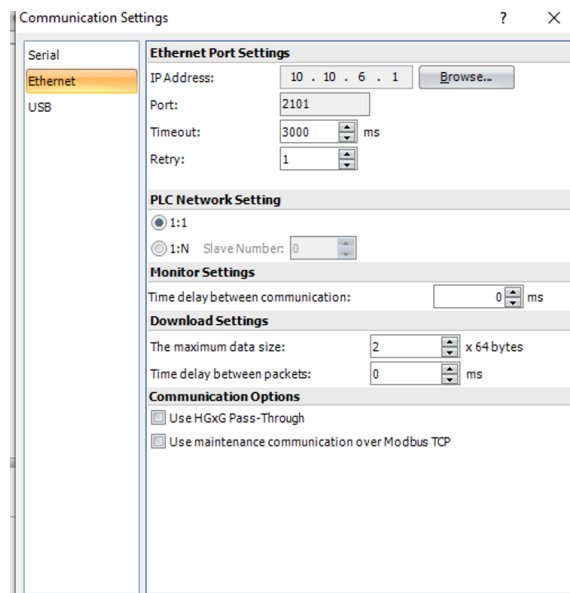 Communication Settings ?
Serial
Ethernet
USB
Ethernet Port Settings
IP Address: 10 . 10 . 6 . 1 Browse...
Port: 2101
Timeout: 3000 ms
Retry: 1
PLC Network Setting
1:1
1:N Slave Number: 0
Monitor Settings
Time delay between communication: 0 ms
Download Settings
The maximum data size: 2 x 64 bytes
Time delay between packets: 0 ms
Communication Options
Use HGxG Pass-Through
Use maintenance communication over Modbus TCP